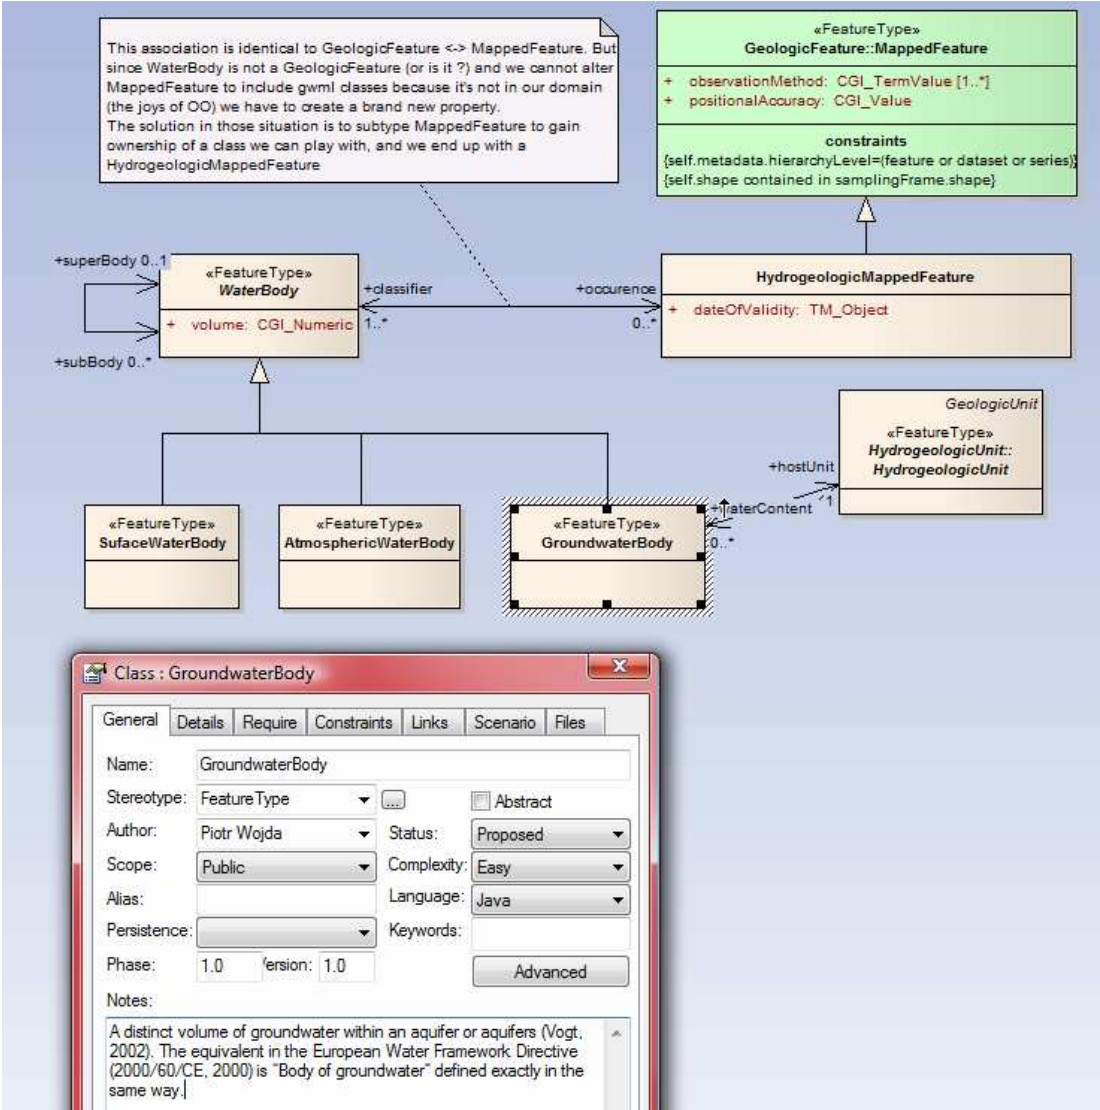 This association is identical to GeologicFeature <-> MappedFeature. But
since WaterBody is not a GeologicFeature (or is it ?) and we cannot alter
MappedFeature to include gwml classes because it's not in our domain
(the joys of OO) we have to create a brand new property.
The solution in those situation is to subtype MappedFeature to gain
ownership of a class we can play with, and we end up with a
HydrogeologicMappedFeature
«FeatureType»
GeologicFeature::MappedFeature
+ observationMethod: CGI_TermValue [1..*]
+ positionalAccuracy: CGI_Value
constraints
{self.metadata.hierarchyLevel=(feature or dataset or series)}
{self.shape contained in samplingFrame.shape}
+superBody 0..1
«FeatureType»
WaterBody
+ volume: CGI_Numeric
+subBody 0..*
+classifier
1..*
+occurence
0..*
HydrogeologicMappedFeature
+ dateOfValidity: TM_Object
GeologicUnit
«FeatureType»
HydrogeologicUnit::
HydrogeologicUnit
+hostUnit
1
+waterContent
0..*
«FeatureType»
SufaceWaterBody
«FeatureType»
AtmosphericWaterBody
«FeatureType»
GroundwaterBody
Class : GroundwaterBody
General Details Require Constraints Links Scenario Files
Name: GroundwaterBody
Stereotype: FeatureType ... Abstract
Author: Piotr Wojda Status: Proposed
Scope: Public Complexity: Easy
Alias: Language: Java
Persistence: Keywords:
Phase: 1.0 Version: 1.0 Advanced
Notes:
A distinct volume of groundwater within an aquifer or aquifers (Vogt,
2002). The equivalent in the European Water Framework Directive
(2000/60/CE, 2000) is "Body of groundwater" defined exactly in the
same way.